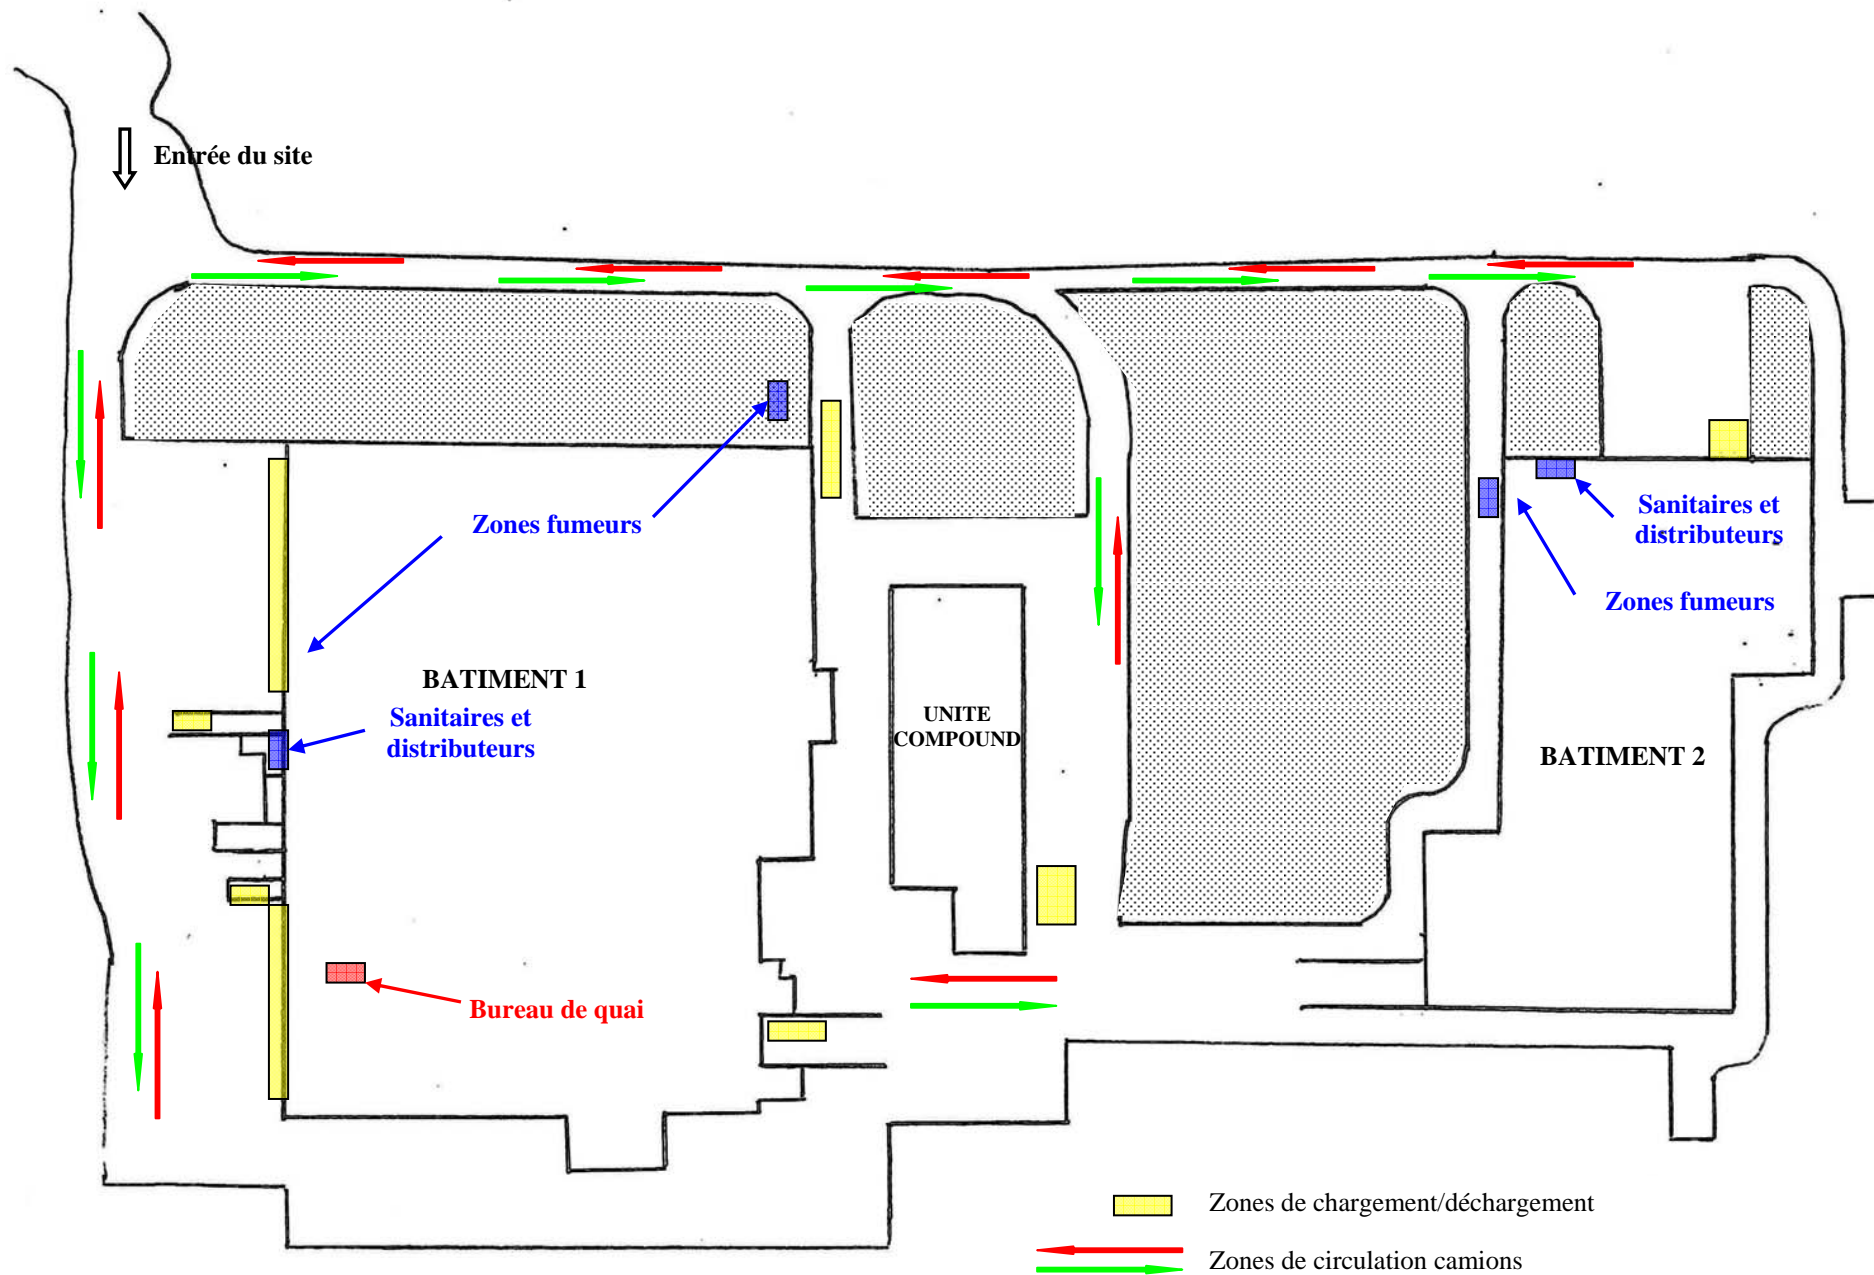 Entrée du site
Zones fumeurs
Sanitaires et
distributeurs
Zones fumeurs
BATIMENT 1
Sanitaires et
distributeurs
UNITE
COMPOUND
BATIMENT 2
Bureau de quai
Zones de chargement/déchargement
Zones de circulation camions